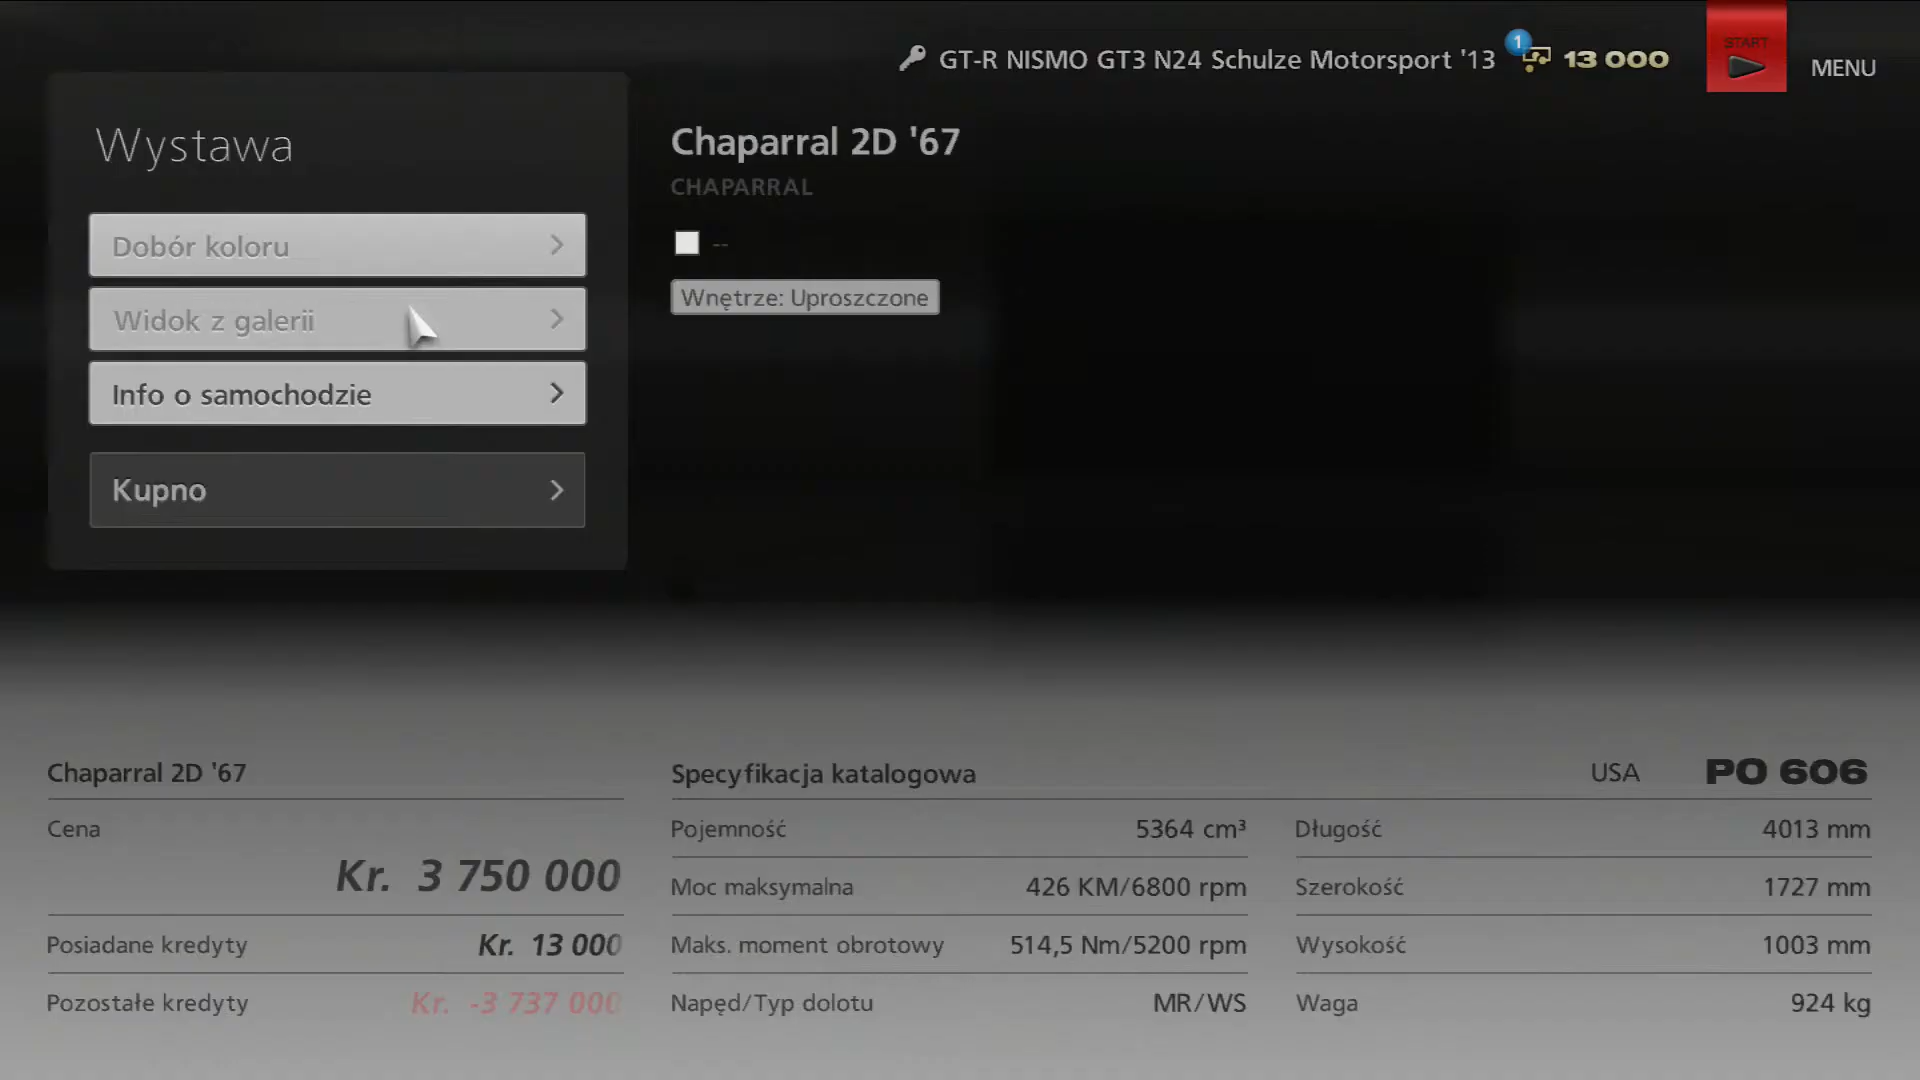 GT-R NISMO GT3 N24 Schulze Motorsport '13
1
13 000
START
MENU
Wystawa
Dobór koloru
Widok z galerii
Info o samochodzie
Kupno
Chaparral 2D '67
CHAPARRAL
--
Wnętrze: Uproszczone
Chaparral 2D '67
Cena
Kr. 3 750 000
Posiadane kredyty Kr. 13 000
Pozostałe kredyty Kr. -3 737 000
Specyfikacja katalogowa USA PO 606
Pojemność 5364 cm³ Długość 4013 mm
Moc maksymalna 426 KM/6800 rpm Szerokość 1727 mm
Maks. moment obrotowy 514,5 Nm/5200 rpm Wysokość 1003 mm
Napęd/Typ dolotu MR/WS Waga 924 kg